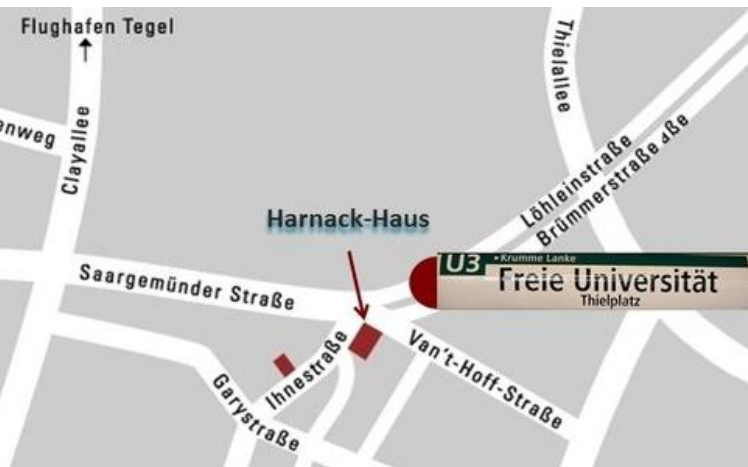 Flughafen Tegel
Thielallee
enweg
Clayallee
Löhleinstraße
Brümmerstraße aße
Harnack-Haus
U3 ▸Krumme Lanke
Freie Universität
Thielplatz
Saargemünder Straße
Ihnestraße
Van't-Hoff-Straße
Garystraße